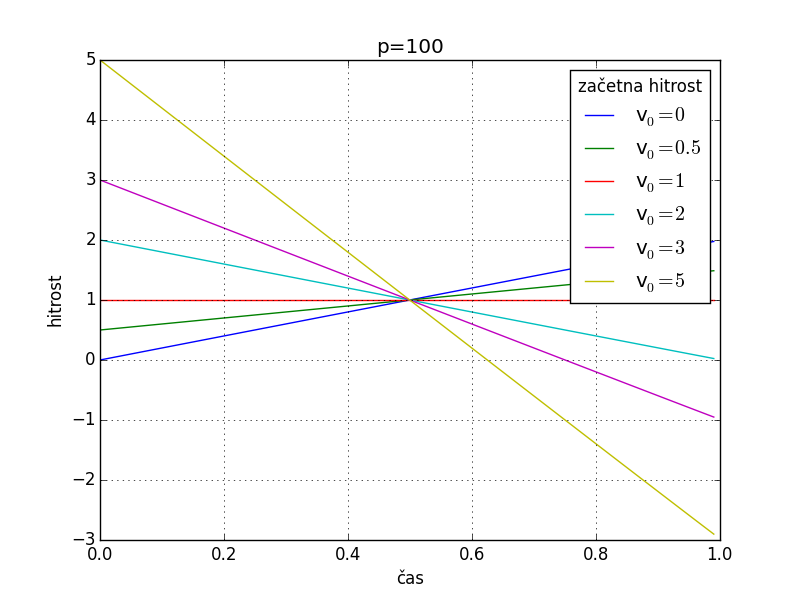 p=100
5
4
3
2
1
0
−1
−2
−3
hitrost
0.0 0.2 0.4 0.6 0.8 1.0
čas
začetna hitrost
v₀=0
v₀=0.5
v₀=1
v₀=2
v₀=3
v₀=5